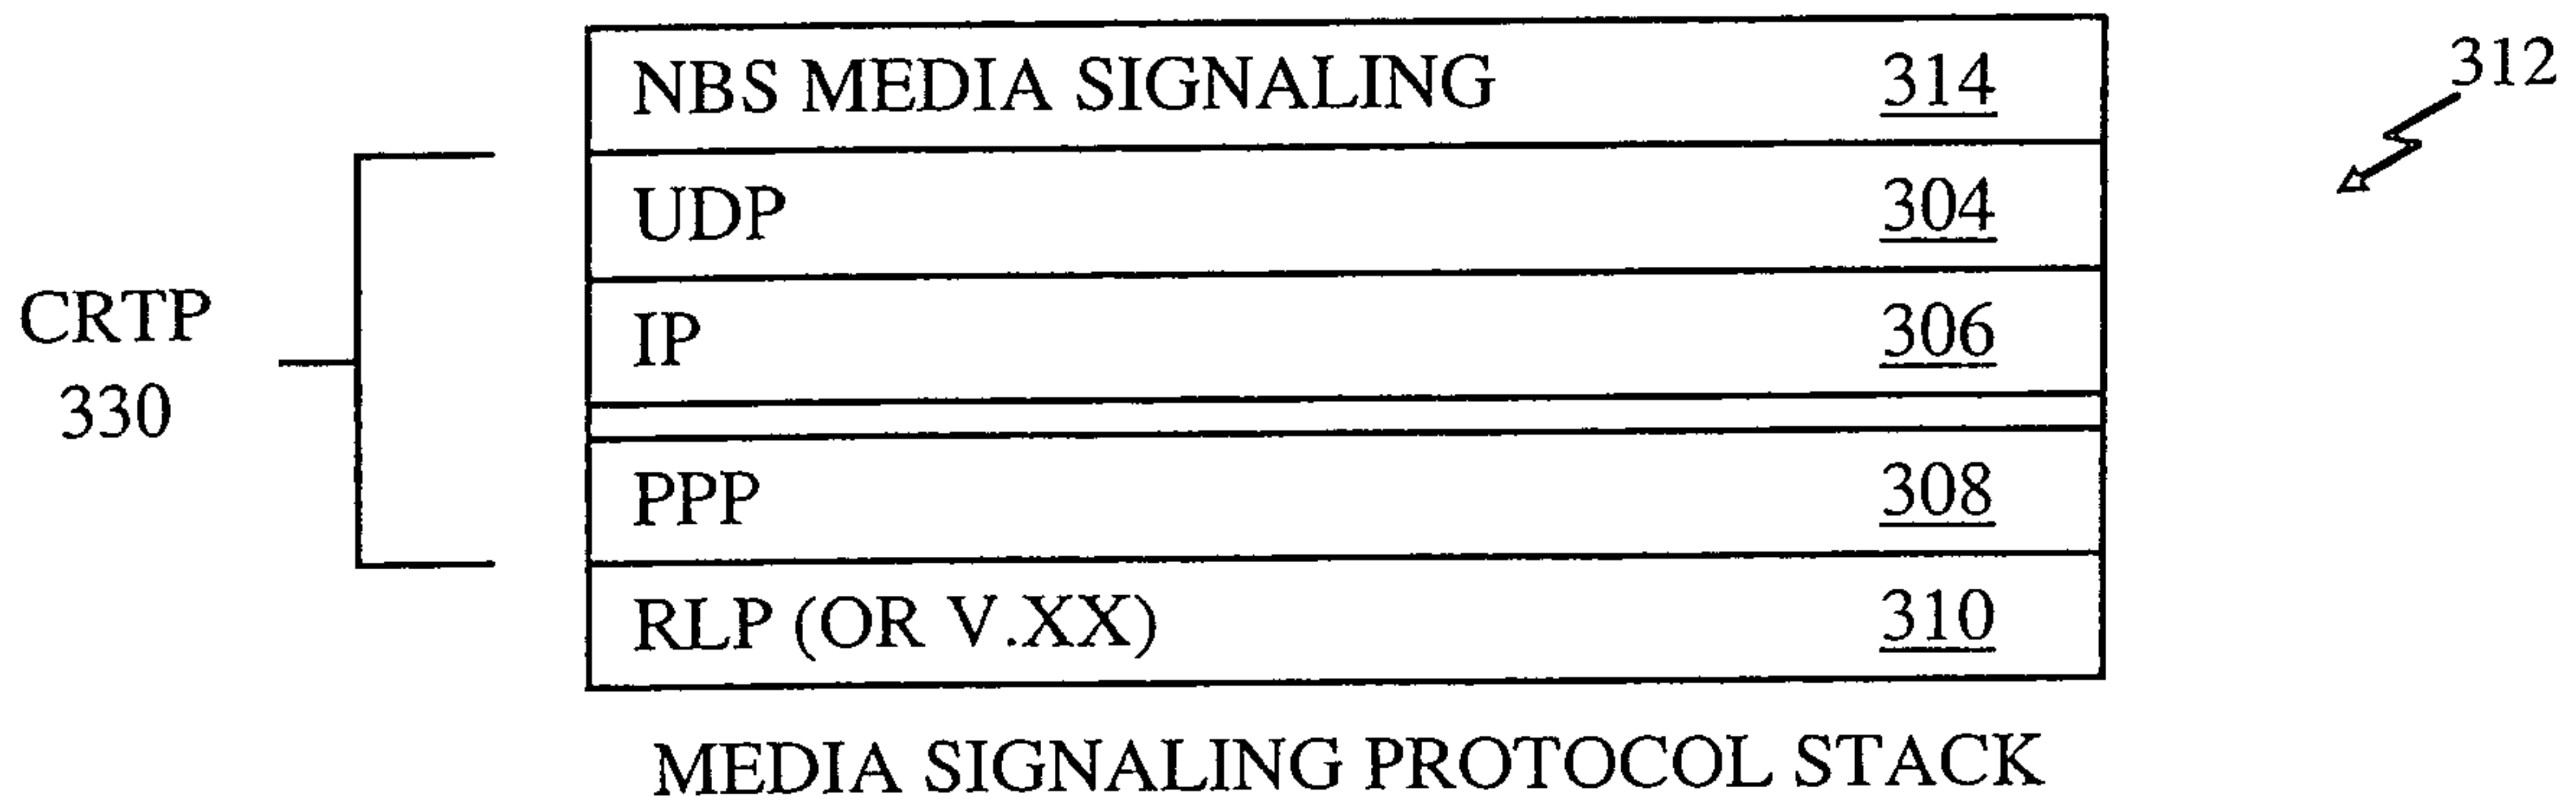 NBS MEDIA SIGNALING 314
312
UDP 304
IP 306
CRTP
330
PPP 308
RLP (OR V.XX) 310
MEDIA SIGNALING PROTOCOL STACK